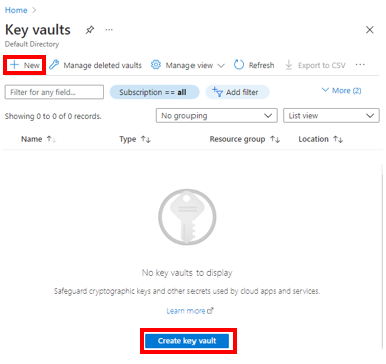 Home >
Key vaults ...
Default Directory
+ New Manage deleted vaults Manage view Refresh Export to CSV ...
Filter for any field... Subscription == all Add filter More (2)
Showing 0 to 0 of 0 records. No grouping List view
Name ↑↓ Type ↑↓ Resource group ↑↓ Location ↑↓
No key vaults to display
Safeguard cryptographic keys and other secrets used by cloud apps and services.
Learn more
Create key vault